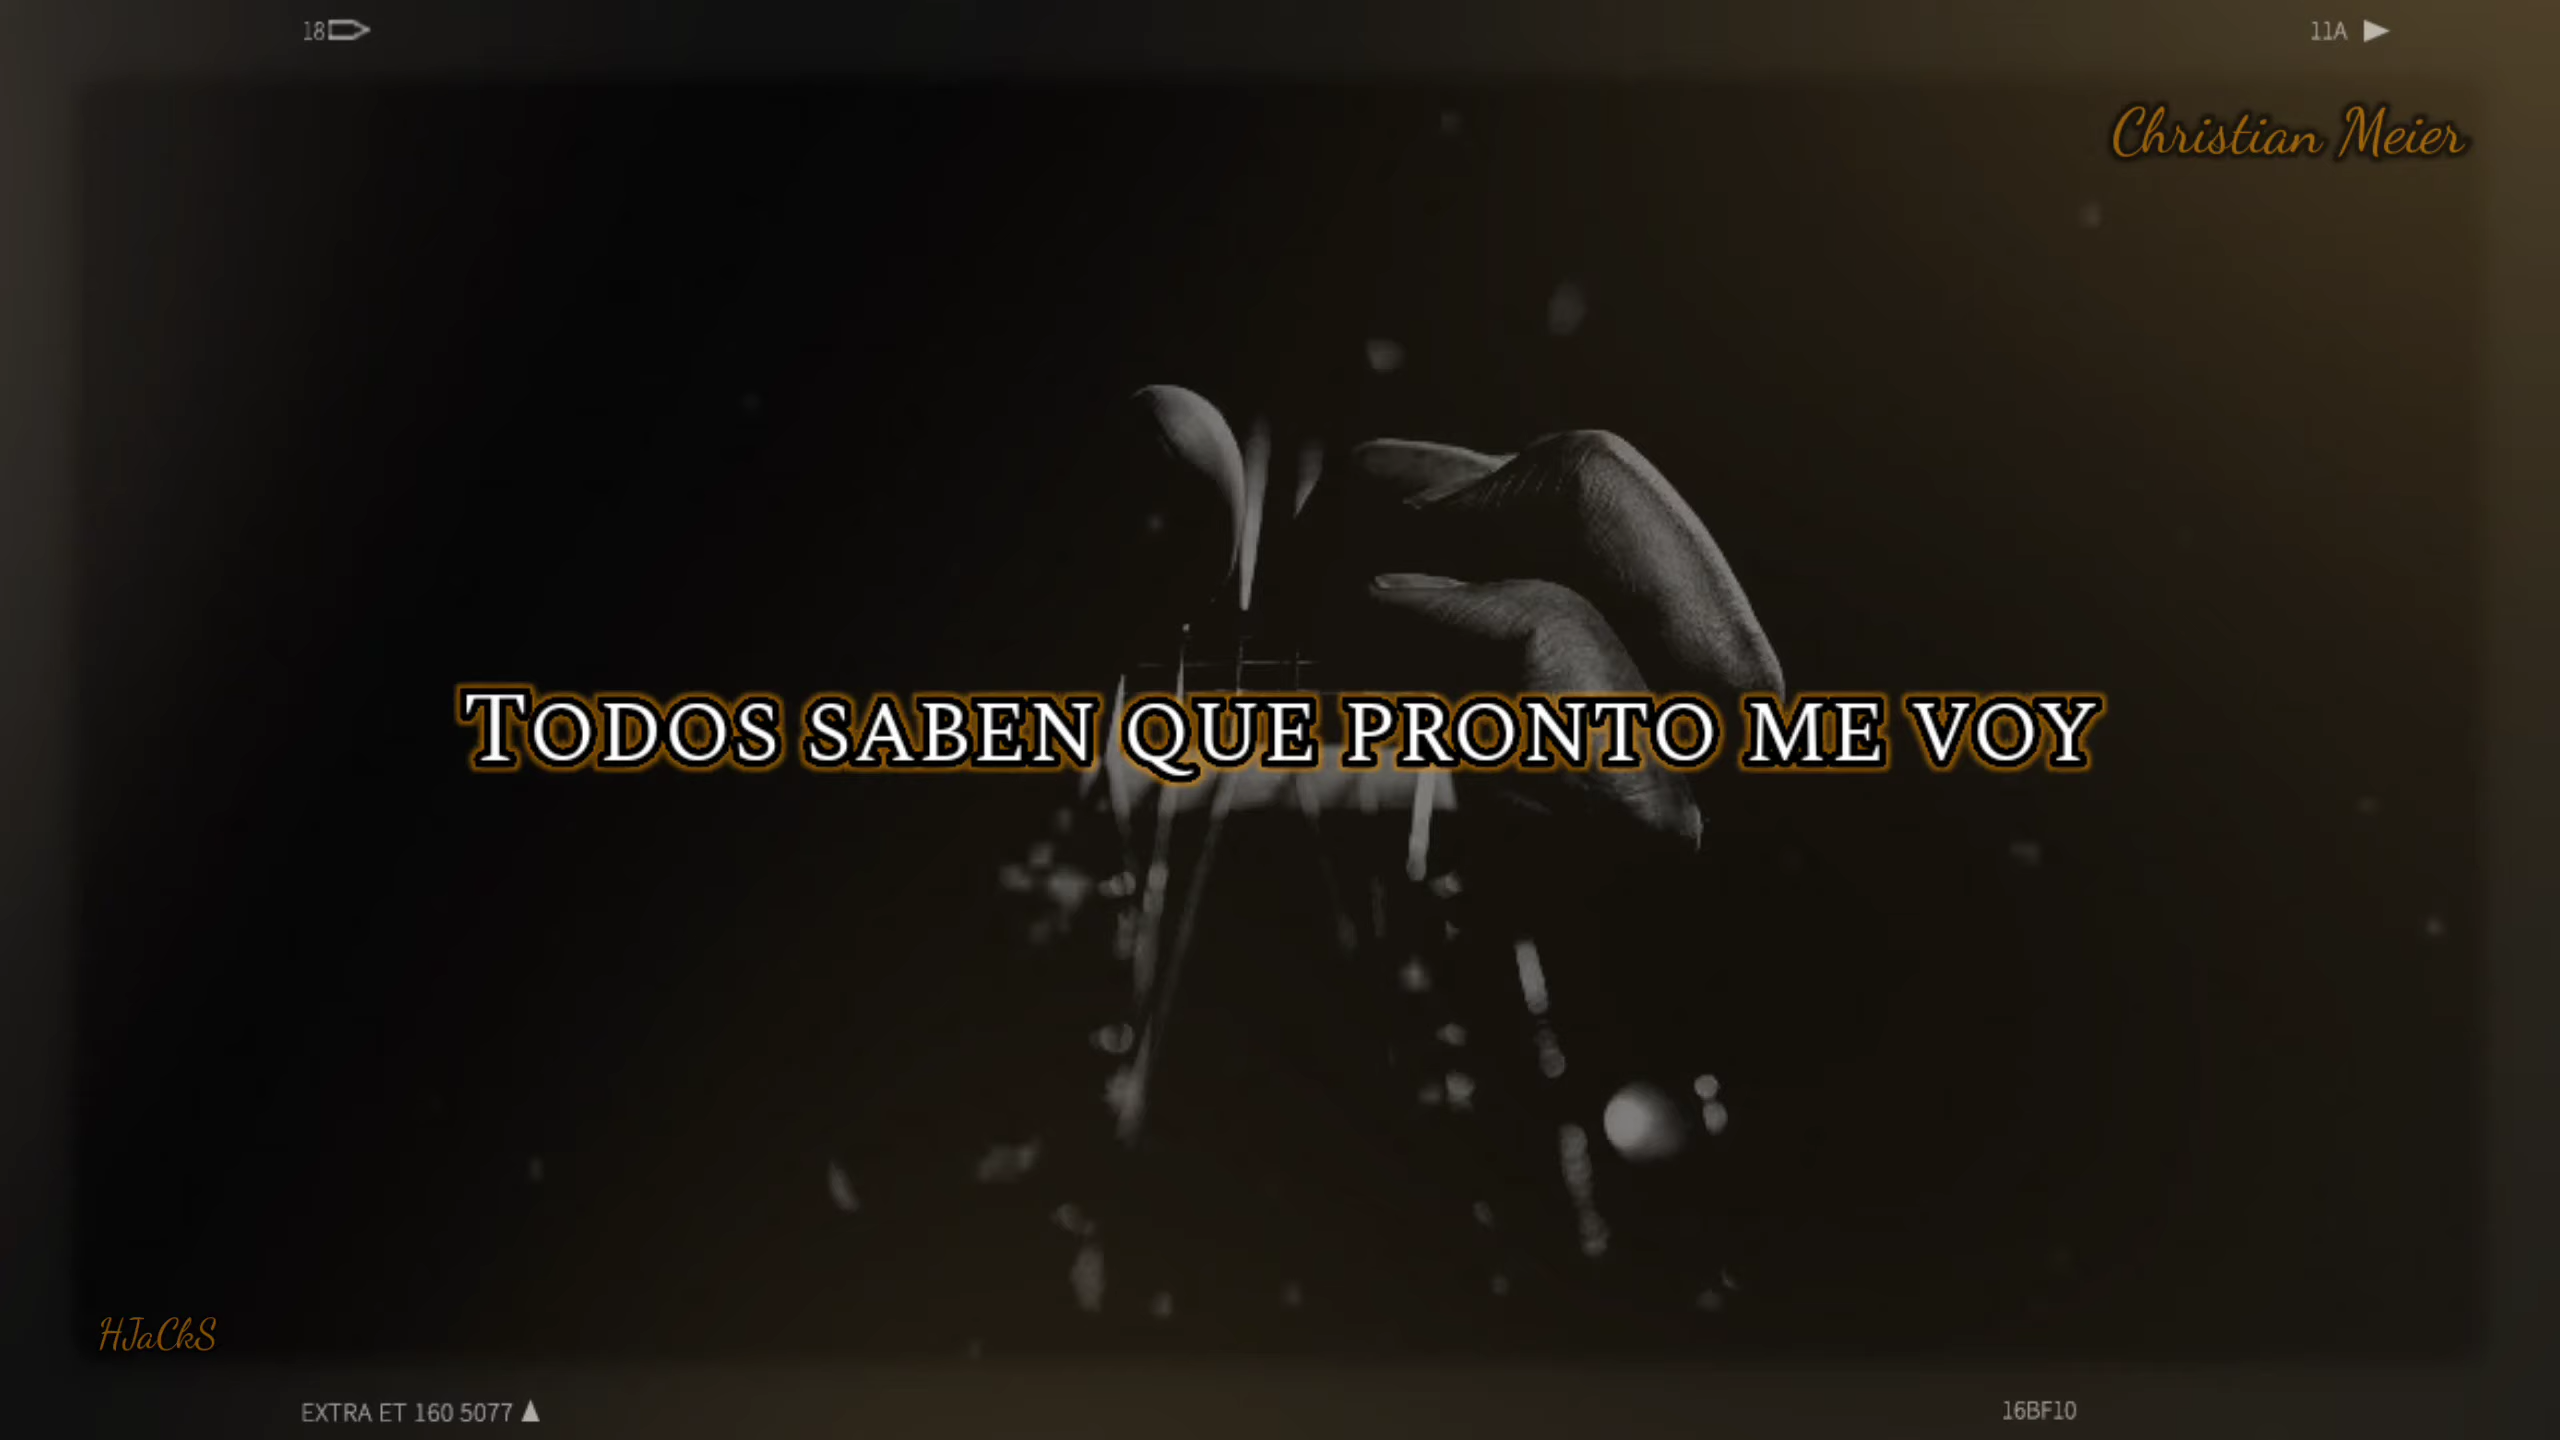 18
11A
Christian Meier
Todos saben que pronto me voy
HJaCkS
EXTRA ET 160 5077
16BF10